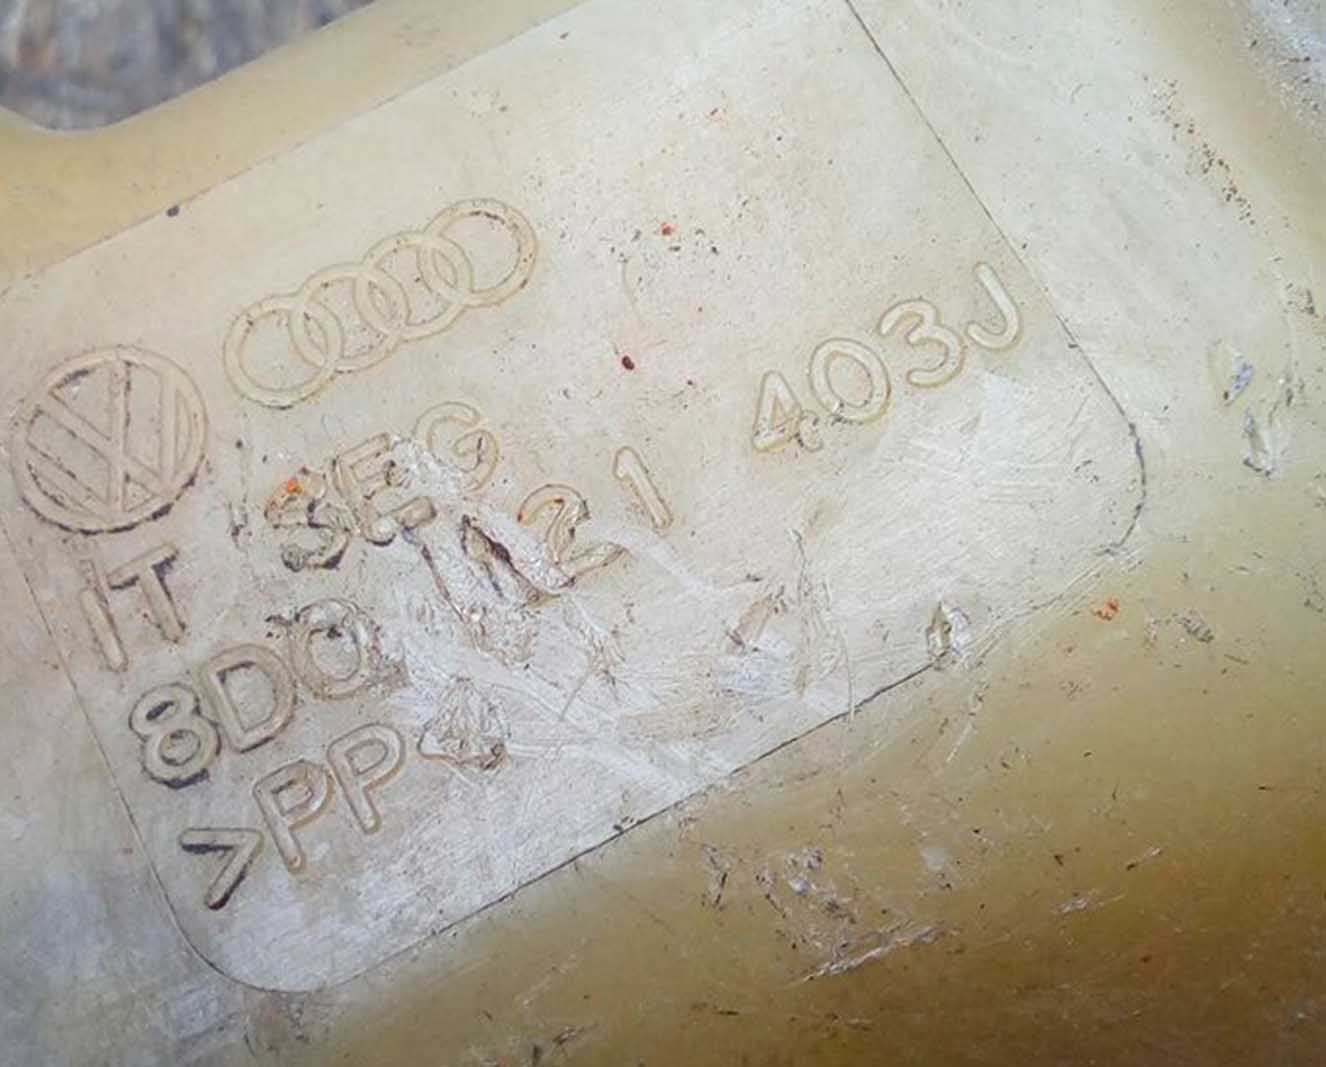 IT SEG
8D0 121 403J
>PP<